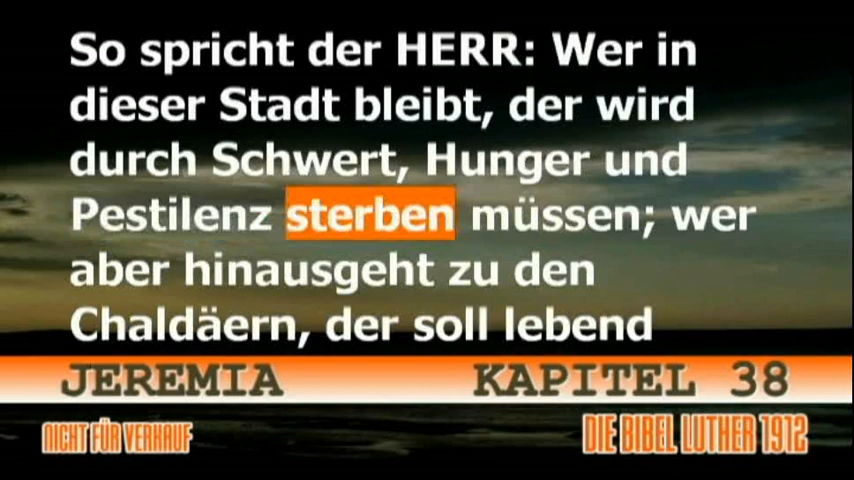 So spricht der HERR: Wer in
dieser Stadt bleibt, der wird
durch Schwert, Hunger und
Pestilenz sterben müssen; wer
aber hinausgeht zu den
Chaldäern, der soll lebend
JEREMIA KAPITEL 38
NICHT FÜR VERKAUF DIE BIBEL LUTHER 1912